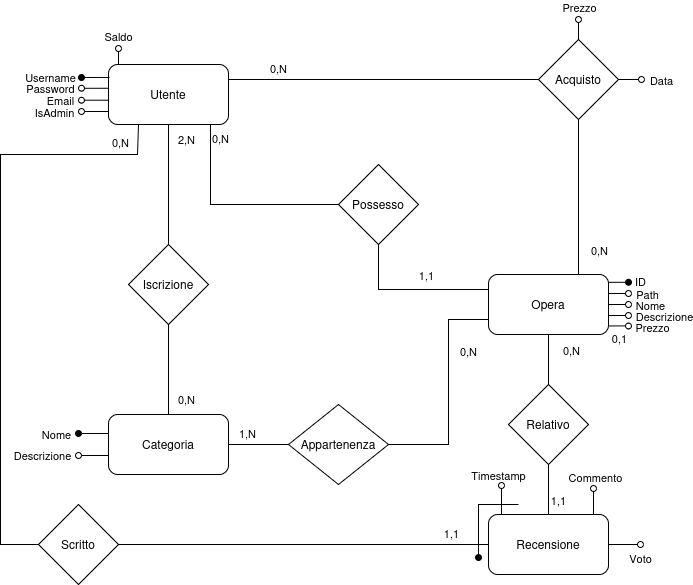 Prezzo
Saldo
0,N
Username
Password
Email
IsAdmin
Utente
Acquisto
Data
0,N
2,N
0,N
Possesso
0,N
Iscrizione
1,1
ID
Path
Nome
Descrizione
Prezzo
0,1
Opera
0,N
0,N
0,N
1,N
Nome
Descrizione
Categoria
Appartenenza
Relativo
Timestamp
Commento
1,1
1,1
Scritto
Recensione
Voto